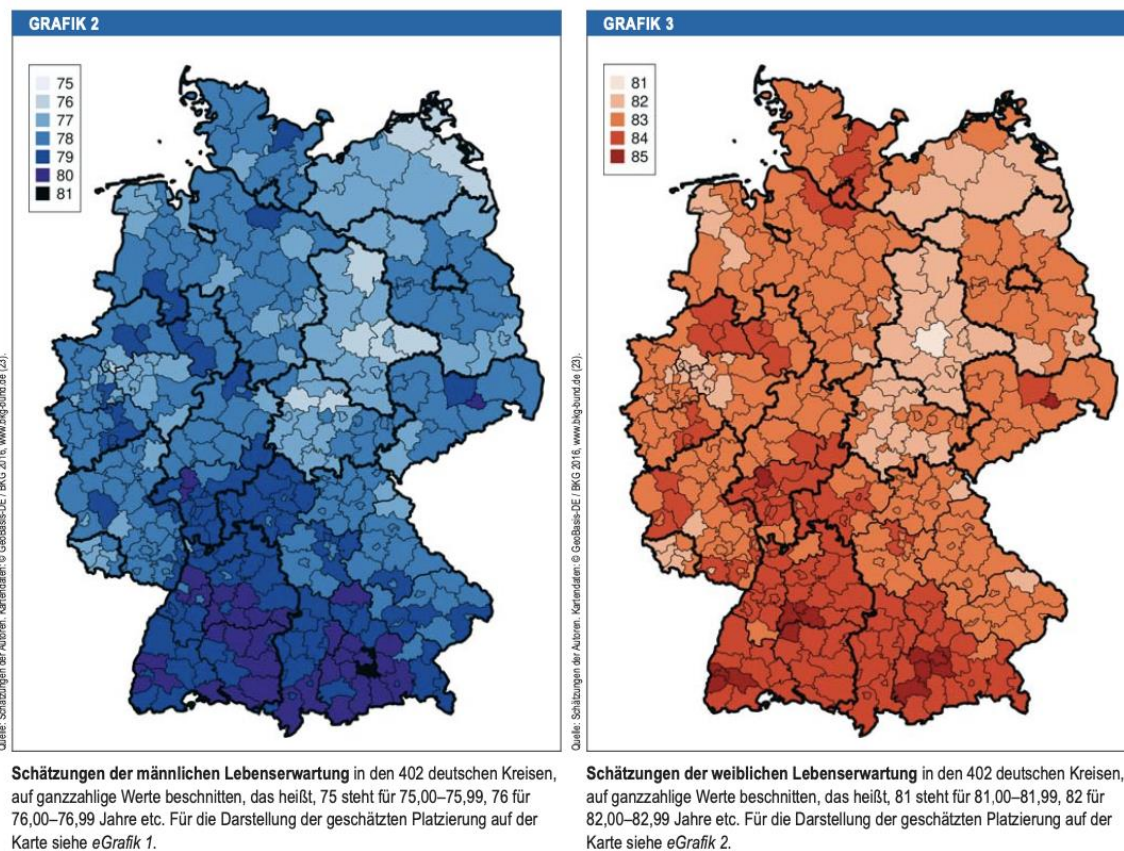 GRAFIK 2
75
76
77
78
79
80
81
Quelle: Schätzungen der Autoren. Kartendaten: © GeoBasis-DE / BKG 2016, www.bkg-bund.de (23).
Schätzungen der männlichen Lebenserwartung in den 402 deutschen Kreisen,
auf ganzzahlige Werte beschnitten, das heißt, 75 steht für 75,00–75,99, 76 für
76,00–76,99 Jahre etc. Für die Darstellung der geschätzten Platzierung auf der
Karte siehe eGrafik 1.
GRAFIK 3
81
82
83
84
85
Quelle: Schätzungen der Autoren. Kartendaten: © GeoBasis-DE / BKG 2016, www.bkg-bund.de (23).
Schätzungen der weiblichen Lebenserwartung in den 402 deutschen Kreisen,
auf ganzzahlige Werte beschnitten, das heißt, 81 steht für 81,00–81,99, 82 für
82,00–82,99 Jahre etc. Für die Darstellung der geschätzten Platzierung auf der
Karte siehe eGrafik 2.